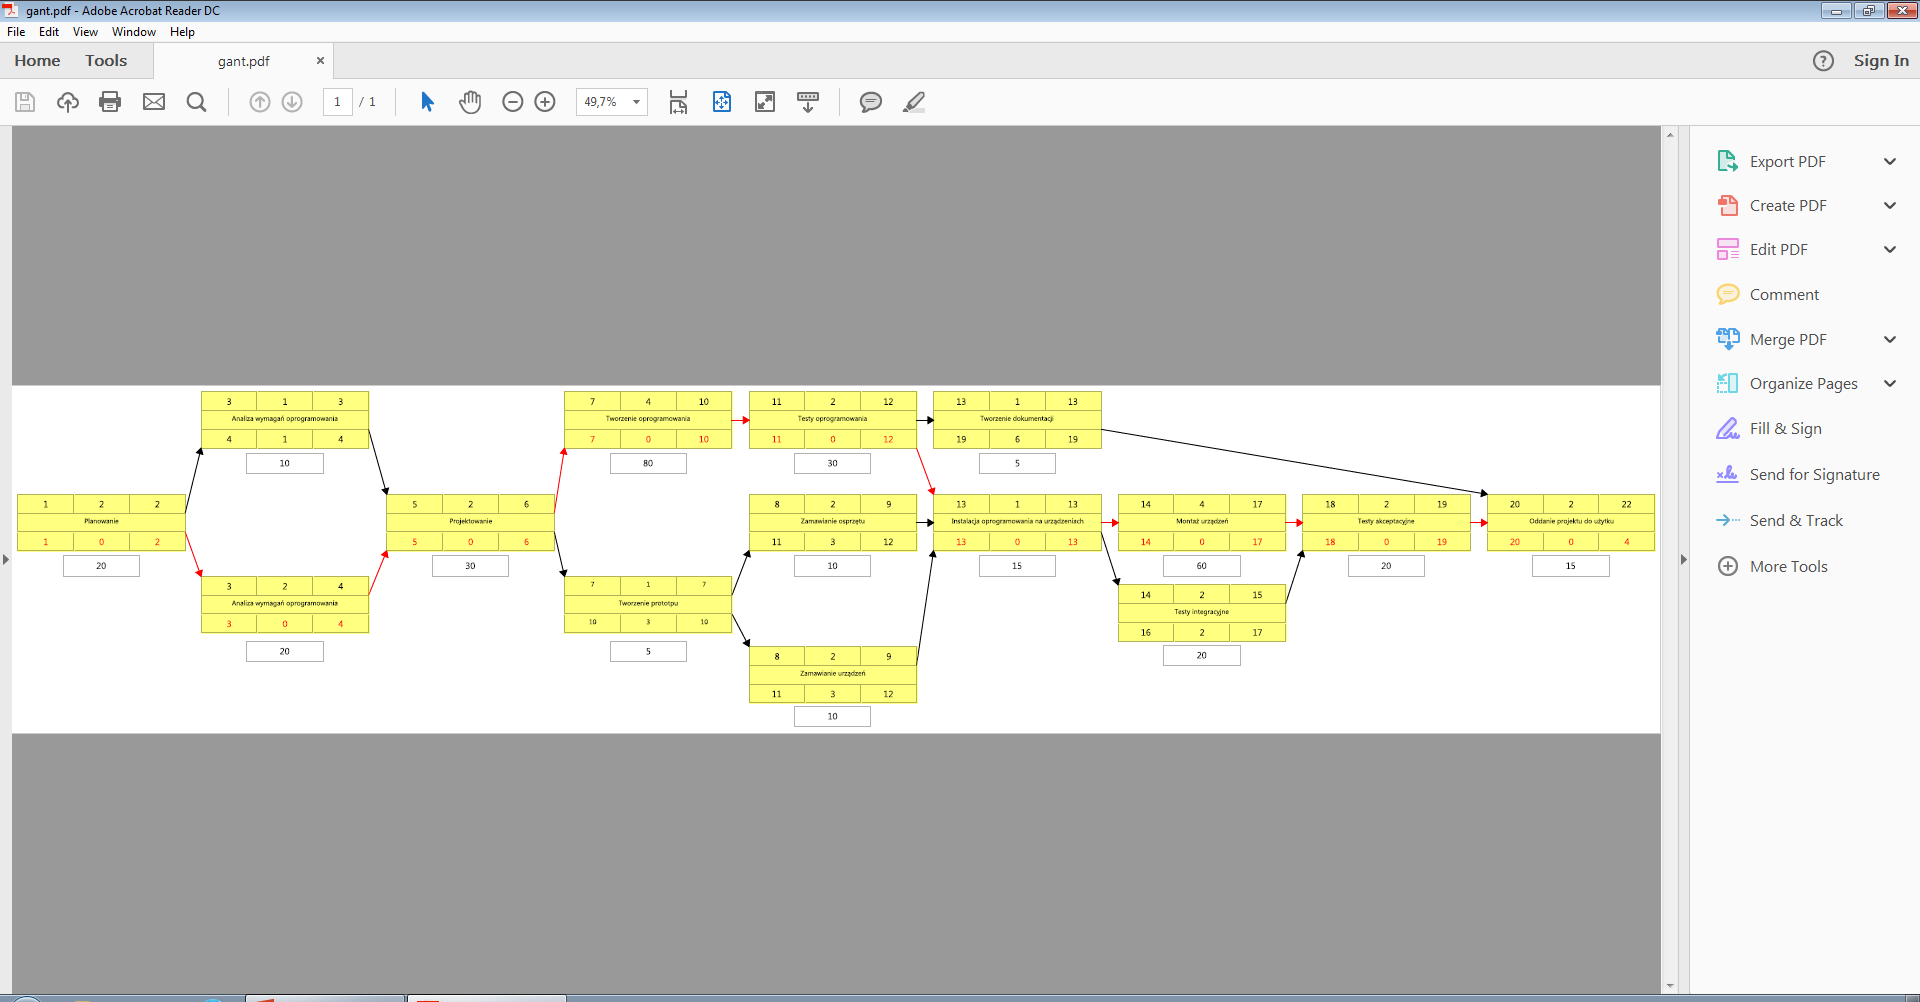 gant.pdf - Adobe Acrobat Reader DC
File Edit View Window Help
Home Tools gant.pdf × Sign In
1 / 1 49,7%
Export PDF
Create PDF
Edit PDF
Comment
Merge PDF
Organize Pages
Fill & Sign
Send for Signature
Send & Track
More Tools
1 2 2
Planowanie
1 0 2
20
3 1 3
Analiza wymagań oprogramowania
4 1 4
10
3 2 4
Analiza wymagań oprogramowania
3 0 4
20
5 2 6
Projektowanie
5 0 6
30
7 4 10
Tworzenie oprogramowania
7 0 10
80
7 1 7
Tworzenie prototpu
10 3 10
5
11 2 12
Testy oprogramowania
11 0 12
30
8 2 9
Zamawianie osprzętu
11 3 12
10
8 2 9
Zamawianie urządzeń
11 3 12
10
13 1 13
Tworzenie dokumentacji
19 6 19
5
13 1 13
Instalacja oprogramowania na urządzeniach
13 0 13
15
14 4 17
Montaż urządzeń
14 0 17
60
14 2 15
Testy integracyjne
16 2 17
20
18 2 19
Testy akceptacyjne
18 0 19
20
20 2 22
Oddanie projektu do użytku
20 0 4
15